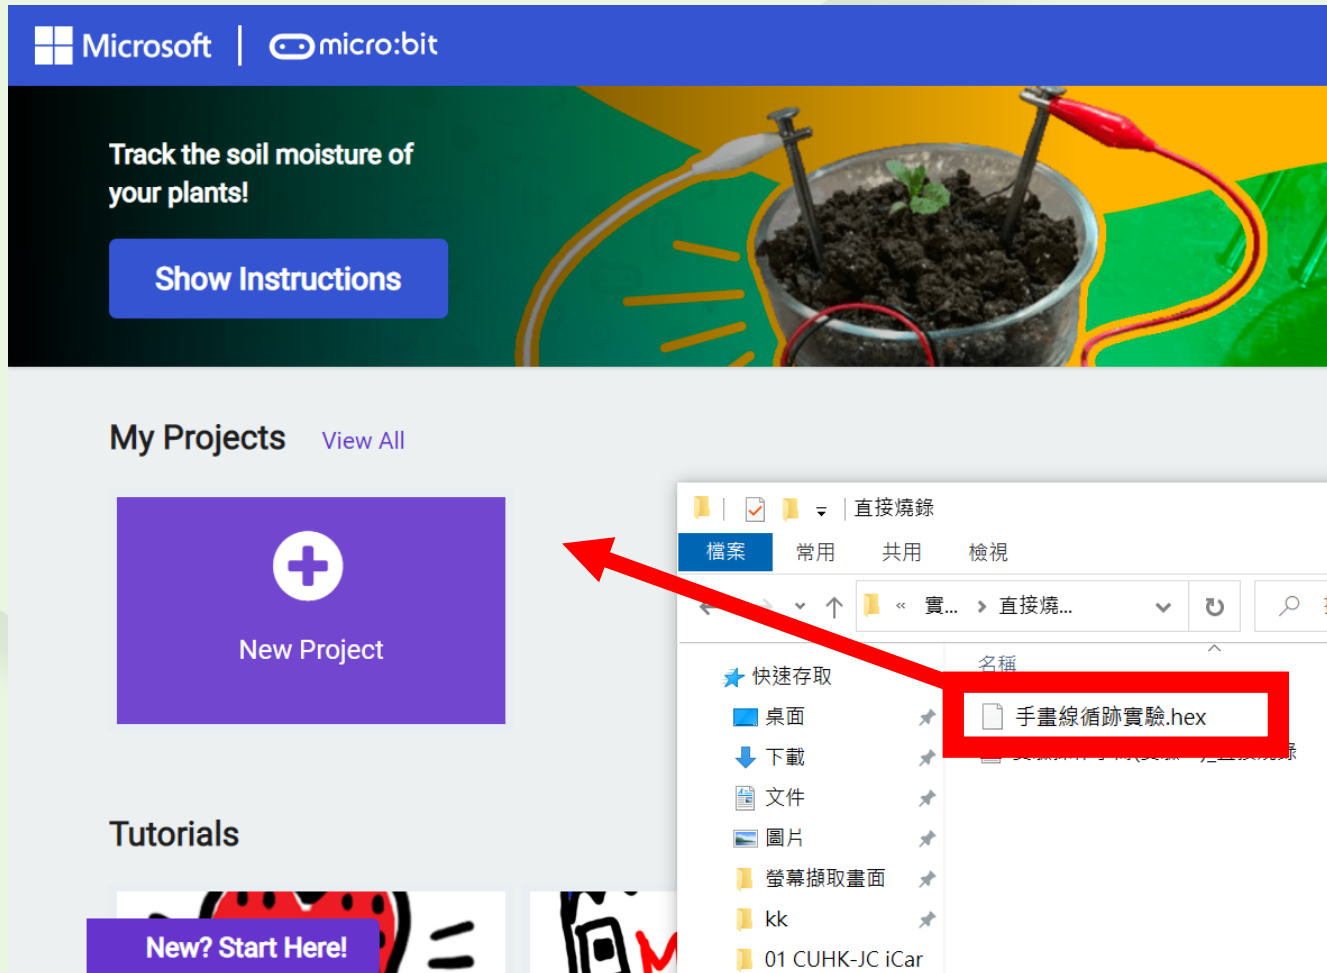 Microsoft
micro:bit
Track the soil moisture of
your plants!
Show Instructions
My Projects
View All
New Project
Tutorials
New? Start Here!
直接燒錄
檔案
常用
共用
檢視
« 實... › 直接燒...
快速存取
桌面
下載
文件
圖片
螢幕擷取畫面
kk
01 CUHK-JC iCar
名稱
手畫線循跡實驗.hex